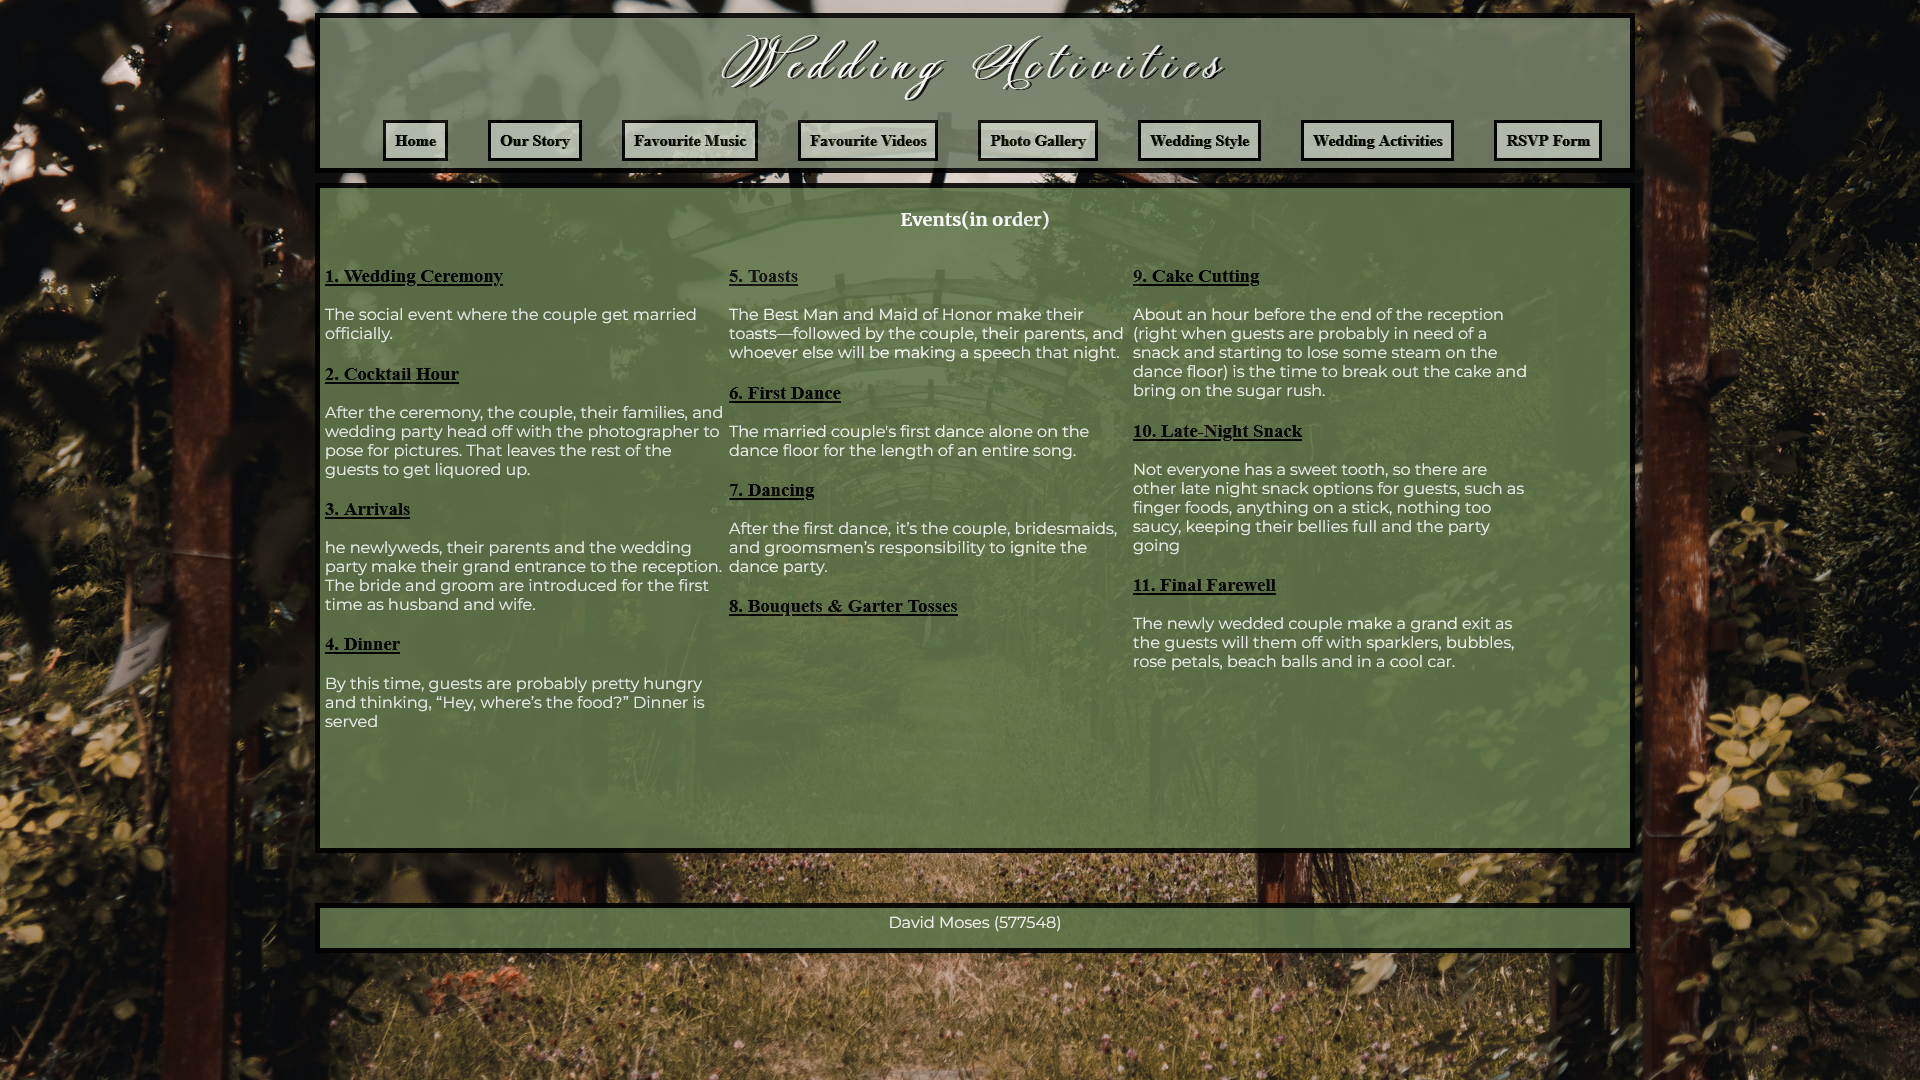 Wedding Activities
Home
Our Story
Favourite Music
Favourite Videos
Photo Gallery
Wedding Style
Wedding Activities
RSVP Form
Events(in order)
1. Wedding Ceremony
The social event where the couple get married
officially.
2. Cocktail Hour
After the ceremony, the couple, their families, and
wedding party head off with the photographer to
pose for pictures. That leaves the rest of the
guests to get liquored up.
3. Arrivals
he newlyweds, their parents and the wedding
party make their grand entrance to the reception.
The bride and groom are introduced for the first
time as husband and wife.
4. Dinner
By this time, guests are probably pretty hungry
and thinking, “Hey, where’s the food?” Dinner is
served
5. Toasts
The Best Man and Maid of Honor make their
toasts—followed by the couple, their parents, and
whoever else will be making a speech that night.
6. First Dance
The married couple's first dance alone on the
dance floor for the length of an entire song.
7. Dancing
After the first dance, it’s the couple, bridesmaids,
and groomsmen’s responsibility to ignite the
dance party.
8. Bouquets & Garter Tosses
9. Cake Cutting
About an hour before the end of the reception
(right when guests are probably in need of a
snack and starting to lose some steam on the
dance floor) is the time to break out the cake and
bring on the sugar rush.
10. Late-Night Snack
Not everyone has a sweet tooth, so there are
other late night snack options for guests, such as
finger foods, anything on a stick, nothing too
saucy, keeping their bellies full and the party
going
11. Final Farewell
The newly wedded couple make a grand exit as
the guests will them off with sparklers, bubbles,
rose petals, beach balls and in a cool car.
David Moses (577548)